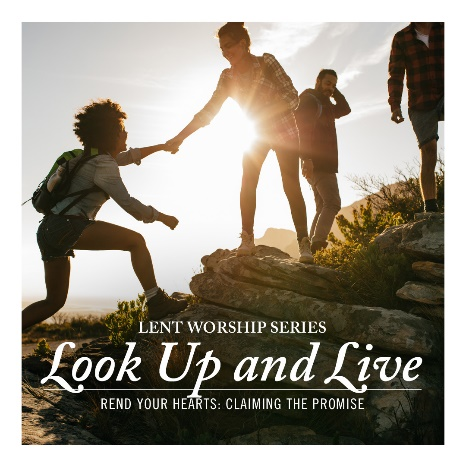 LENT WORSHIP SERIES
Look Up and Live
REND YOUR HEARTS: CLAIMING THE PROMISE